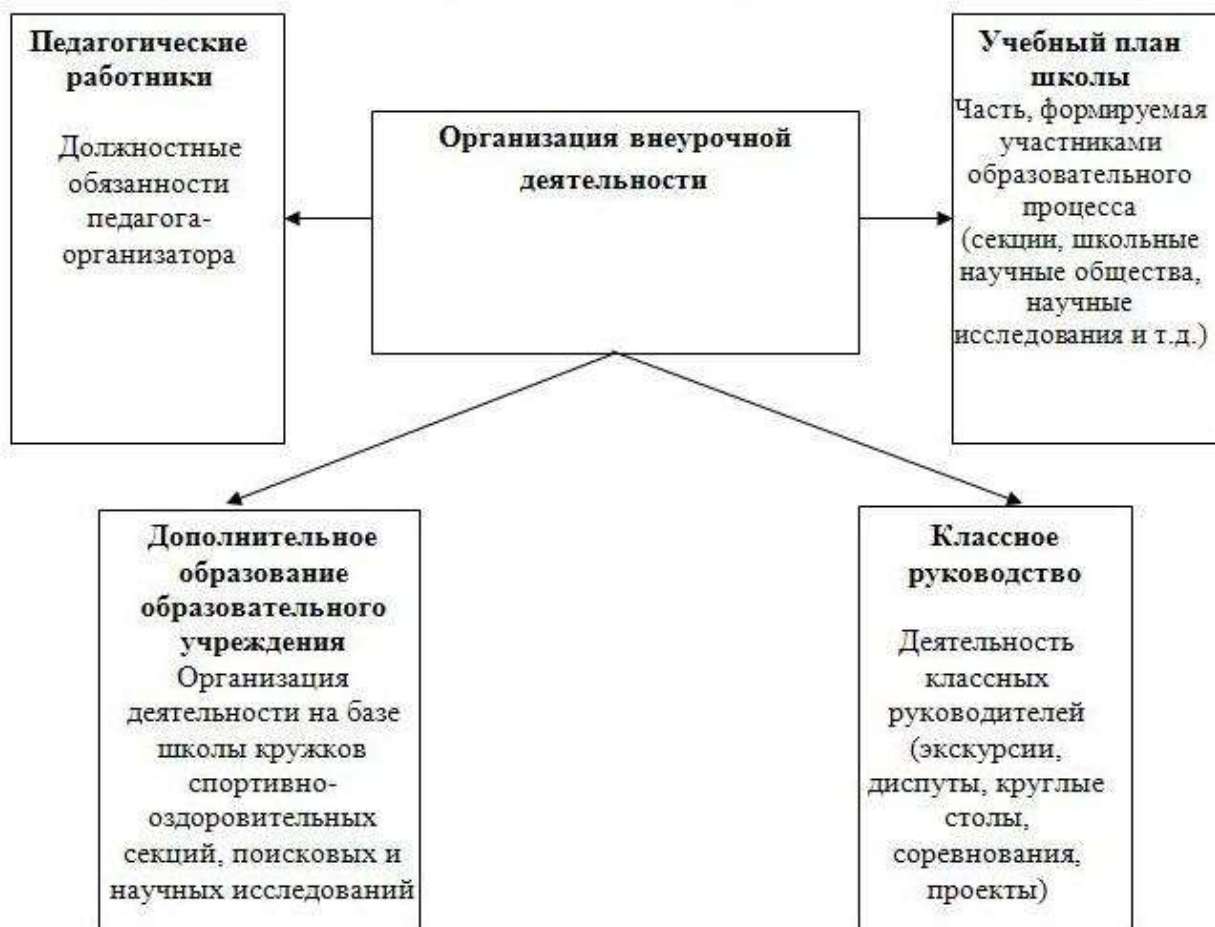 Педагогические
работники
Должностные
обязанности
педагога-
организатора
Организация внеурочной
деятельности
Учебный план
школы
Часть, формируемая
участниками
образовательного
процесса
(секции, школьные
научные общества,
научные
исследования и т.д.)
Дополнительное
образование
образовательного
учреждения
Организация
деятельности на базе
школы кружков
спортивно-
оздоровительных
секций, поисковых и
научных исследований
Классное
руководство
Деятельность
классных
руководителей
(экскурсии,
диспуты, круглые
столы,
соревнования,
проекты)